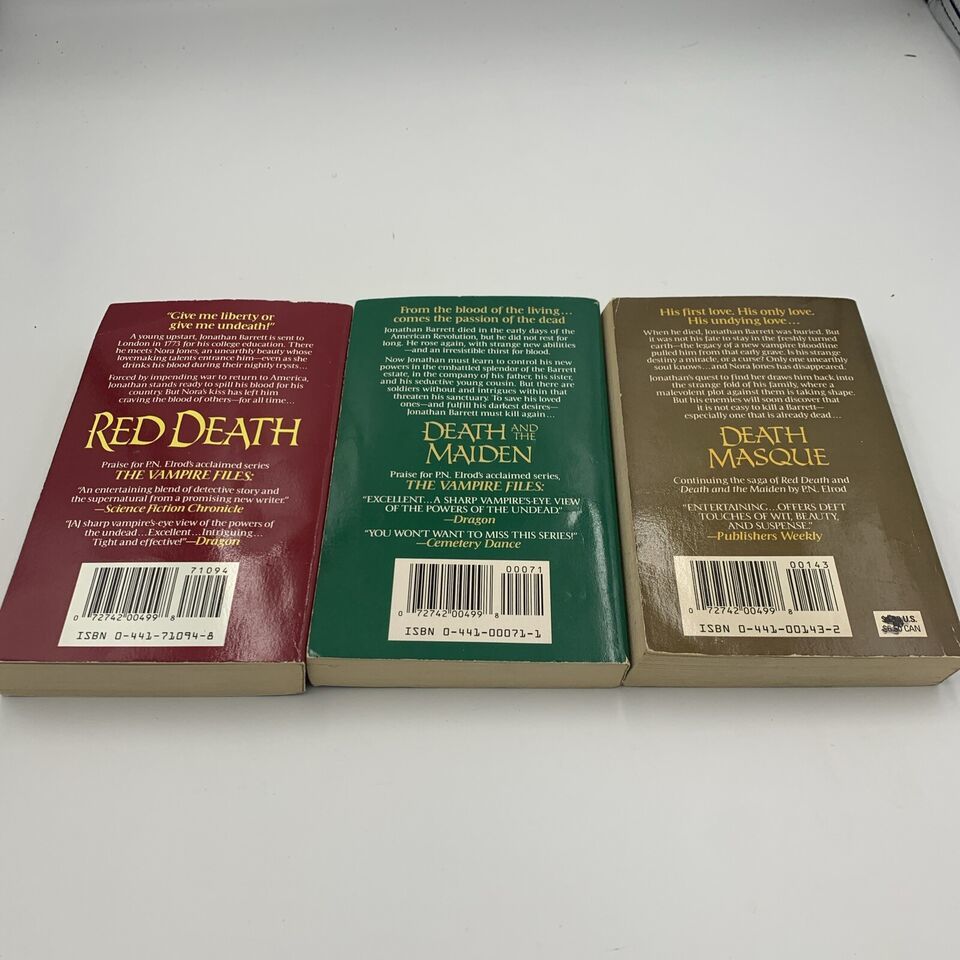 "Give me liberty or
give me undeath!"
A young upstart, Jonathan Barrett is sent to
London in 1773 for his college education. There
he meets Nora Jones, an unearthly beauty whose
lovemaking talents entrance him—even as she
drinks his blood during their nightly trysts...
Forced by impending war to return to America,
Jonathan stands ready to spill his blood for his
country. But Nora's kiss has left him
craving the blood of others—for all time...
RED DEATH
Praise for P.N. Elrod's acclaimed series
THE VAMPIRE FILES:
"An entertaining blend of detective story and
the supernatural from a promising new writer."
—Science Fiction Chronicle
"[A] sharp vampire's-eye view of the powers of
the undead...Excellent...Intriguing...
Tight and effective!"—Dragon
71094
0 72742 00499 8
ISBN 0-441-71094-8
From the blood of the living...
comes the passion of the dead
Jonathan Barrett died in the early days of the
American Revolution, but he did not rest for
long. He rose again, with strange new abilities
—and an irresistible thirst for blood.
Now Jonathan must learn to control his new
powers in the embattled splendor of the Barrett
estate, in the company of his father, his sister,
and his seductive young cousin. But there are
soldiers without and intrigues within that
threaten his sanctuary. To save his loved
ones—and fulfill his darkest desires—
Jonathan Barrett must kill again...
DEATH AND THE
MAIDEN
Praise for P.N. Elrod's acclaimed series,
THE VAMPIRE FILES:
"EXCELLENT...A SHARP VAMPIRE'S-EYE VIEW
OF THE POWERS OF THE UNDEAD."
—Dragon
"YOU WON'T WANT TO MISS THIS SERIES!"
—Cemetery Dance
00071
0 72742 00499 8
ISBN 0-441-00071-1
His first love. His only love.
His undying love...
When he died, Jonathan Barrett was buried. But
it was not his fate to stay in the freshly turned
earth—the legacy of a new vampire bloodline
pulled him from that early grave. Is his strange
destiny a miracle, or a curse? Only one unearthly
soul knows...and Nora Jones has disappeared.
Jonathan's quest to find her draws him back into
the strange fold of his family, where a
malevolent plot against them is taking shape.
But his enemies will soon discover that
it is not easy to kill a Barrett—
especially one that is already dead...
DEATH
MASQUE
Continuing the saga of Red Death and
Death and the Maiden by P.N. Elrod
"ENTERTAINING...OFFERS DEFT
TOUCHES OF WIT, BEAUTY,
AND SUSPENSE."
—Publishers Weekly
00143
0 72742 00499 8
ISBN 0-441-00143-2
U.S.
CAN